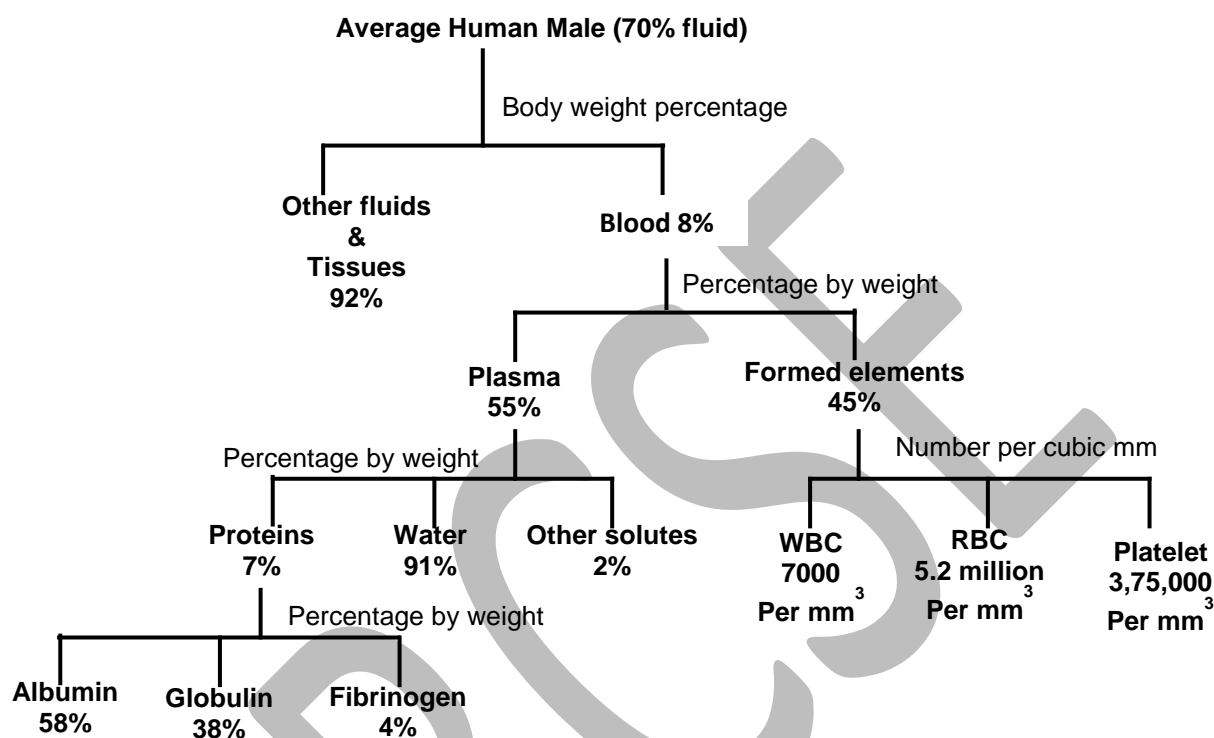 Average Human Male (70% fluid)
Body weight percentage
Other fluids
&
Tissues
92%
Blood 8%
Percentage by weight
Plasma
55%
Formed elements
45%
Percentage by weight
Number per cubic mm
Proteins
7%
Water
91%
Other solutes
2%
WBC
7000
Per mm³
RBC
5.2 million
Per mm³
Platelet
3,75,000
Per mm³
Percentage by weight
Albumin
58%
Globulin
38%
Fibrinogen
4%